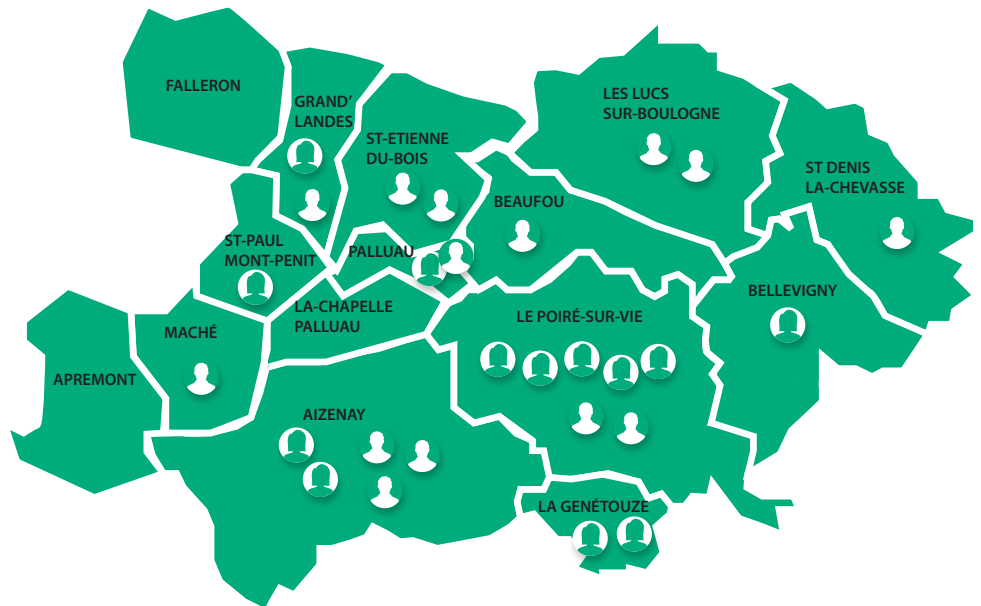 FALLERON
GRAND'
LANDES
ST-ETIENNE
DU-BOIS
LES LUCS
SUR-BOULOGNE
ST DENIS
LA-CHEVASSE
BEAUFOU
ST-PAUL
MONT-PENIT
PALLUAU
BELLEVIGNY
LA-CHAPELLE
PALLUAU
LE POIRÉ-SUR-VIE
MACHÉ
APREMONT
AIZENAY
LA GENÉTOUZE